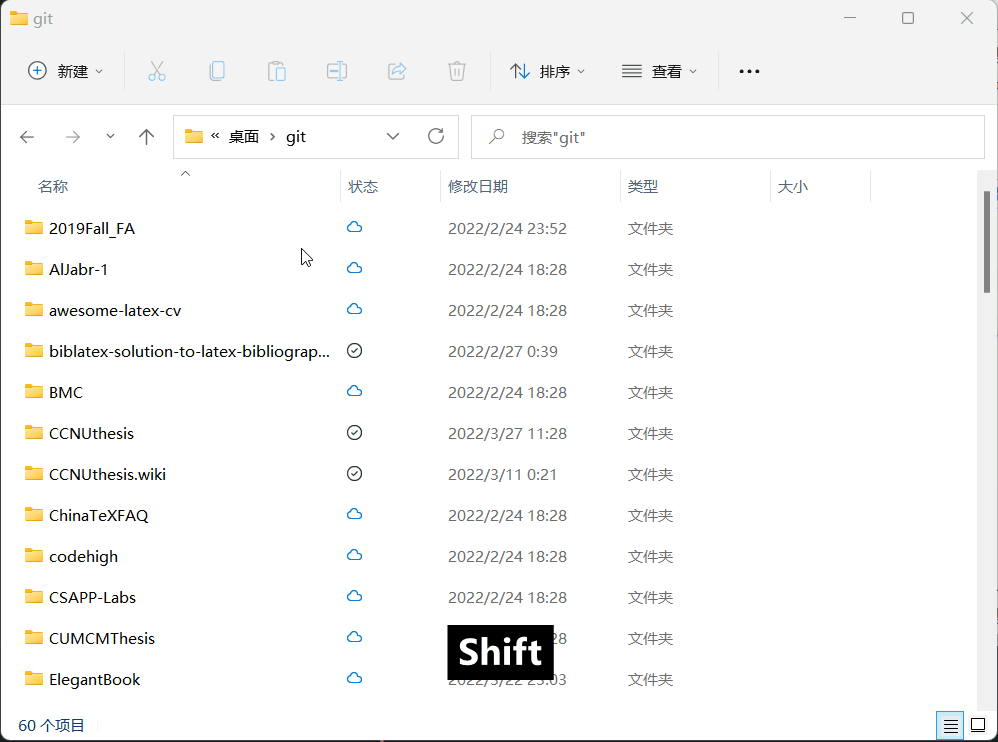 git
新建 排序 查看
« 桌面 › git 搜索"git"
名称 状态 修改日期 类型 大小
2019Fall_FA 2022/2/24 23:52 文件夹
AlJabr-1 2022/2/24 18:28 文件夹
awesome-latex-cv 2022/2/24 18:28 文件夹
biblatex-solution-to-latex-bibliograp... 2022/2/27 0:39 文件夹
BMC 2022/2/24 18:28 文件夹
CCNUthesis 2022/3/27 11:28 文件夹
CCNUthesis.wiki 2022/3/11 0:21 文件夹
ChinaTeXFAQ 2022/2/24 18:28 文件夹
codehigh 2022/2/24 18:28 文件夹
CSAPP-Labs 2022/2/24 18:28 文件夹
CUMCMThesis 28 文件夹
Shift
ElegantBook 文件夹
60 个项目